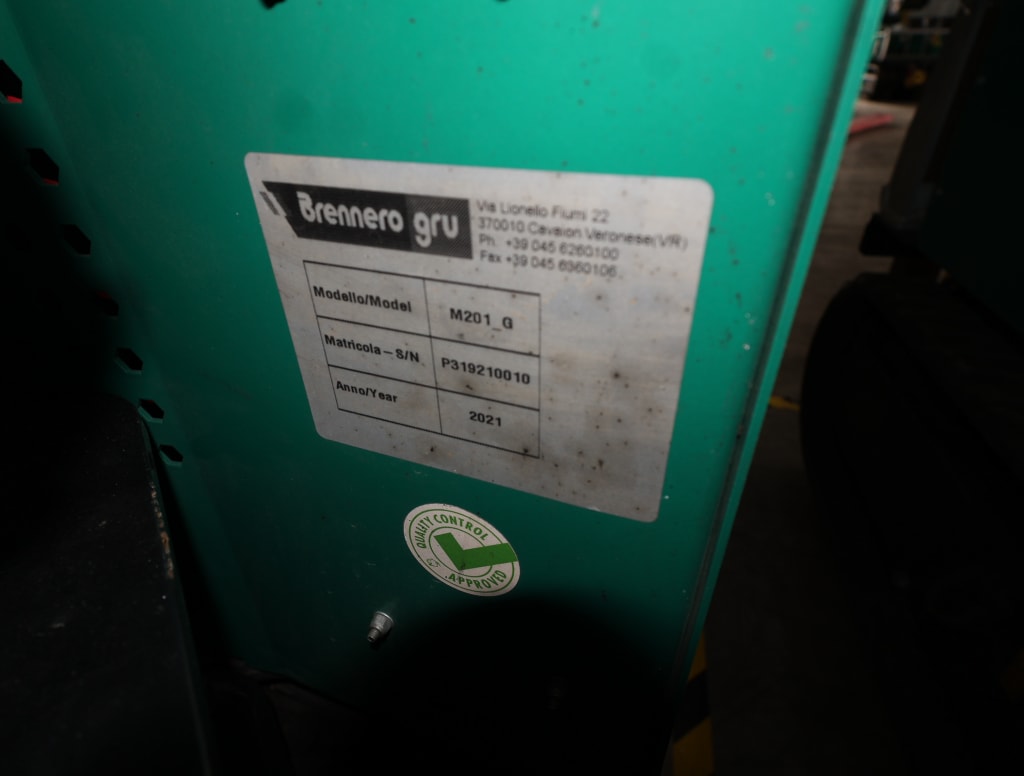 Brennero gru
Via Lionello Fiumi 22
370010 Cavaion Veronese(VR)
Ph. +39 045 6260100
Fax +39 045 6960106
Modello/Model M201_G
Matricola – S/N P319210010
Anno/Year 2021
QUALITY CONTROL
APPROVED